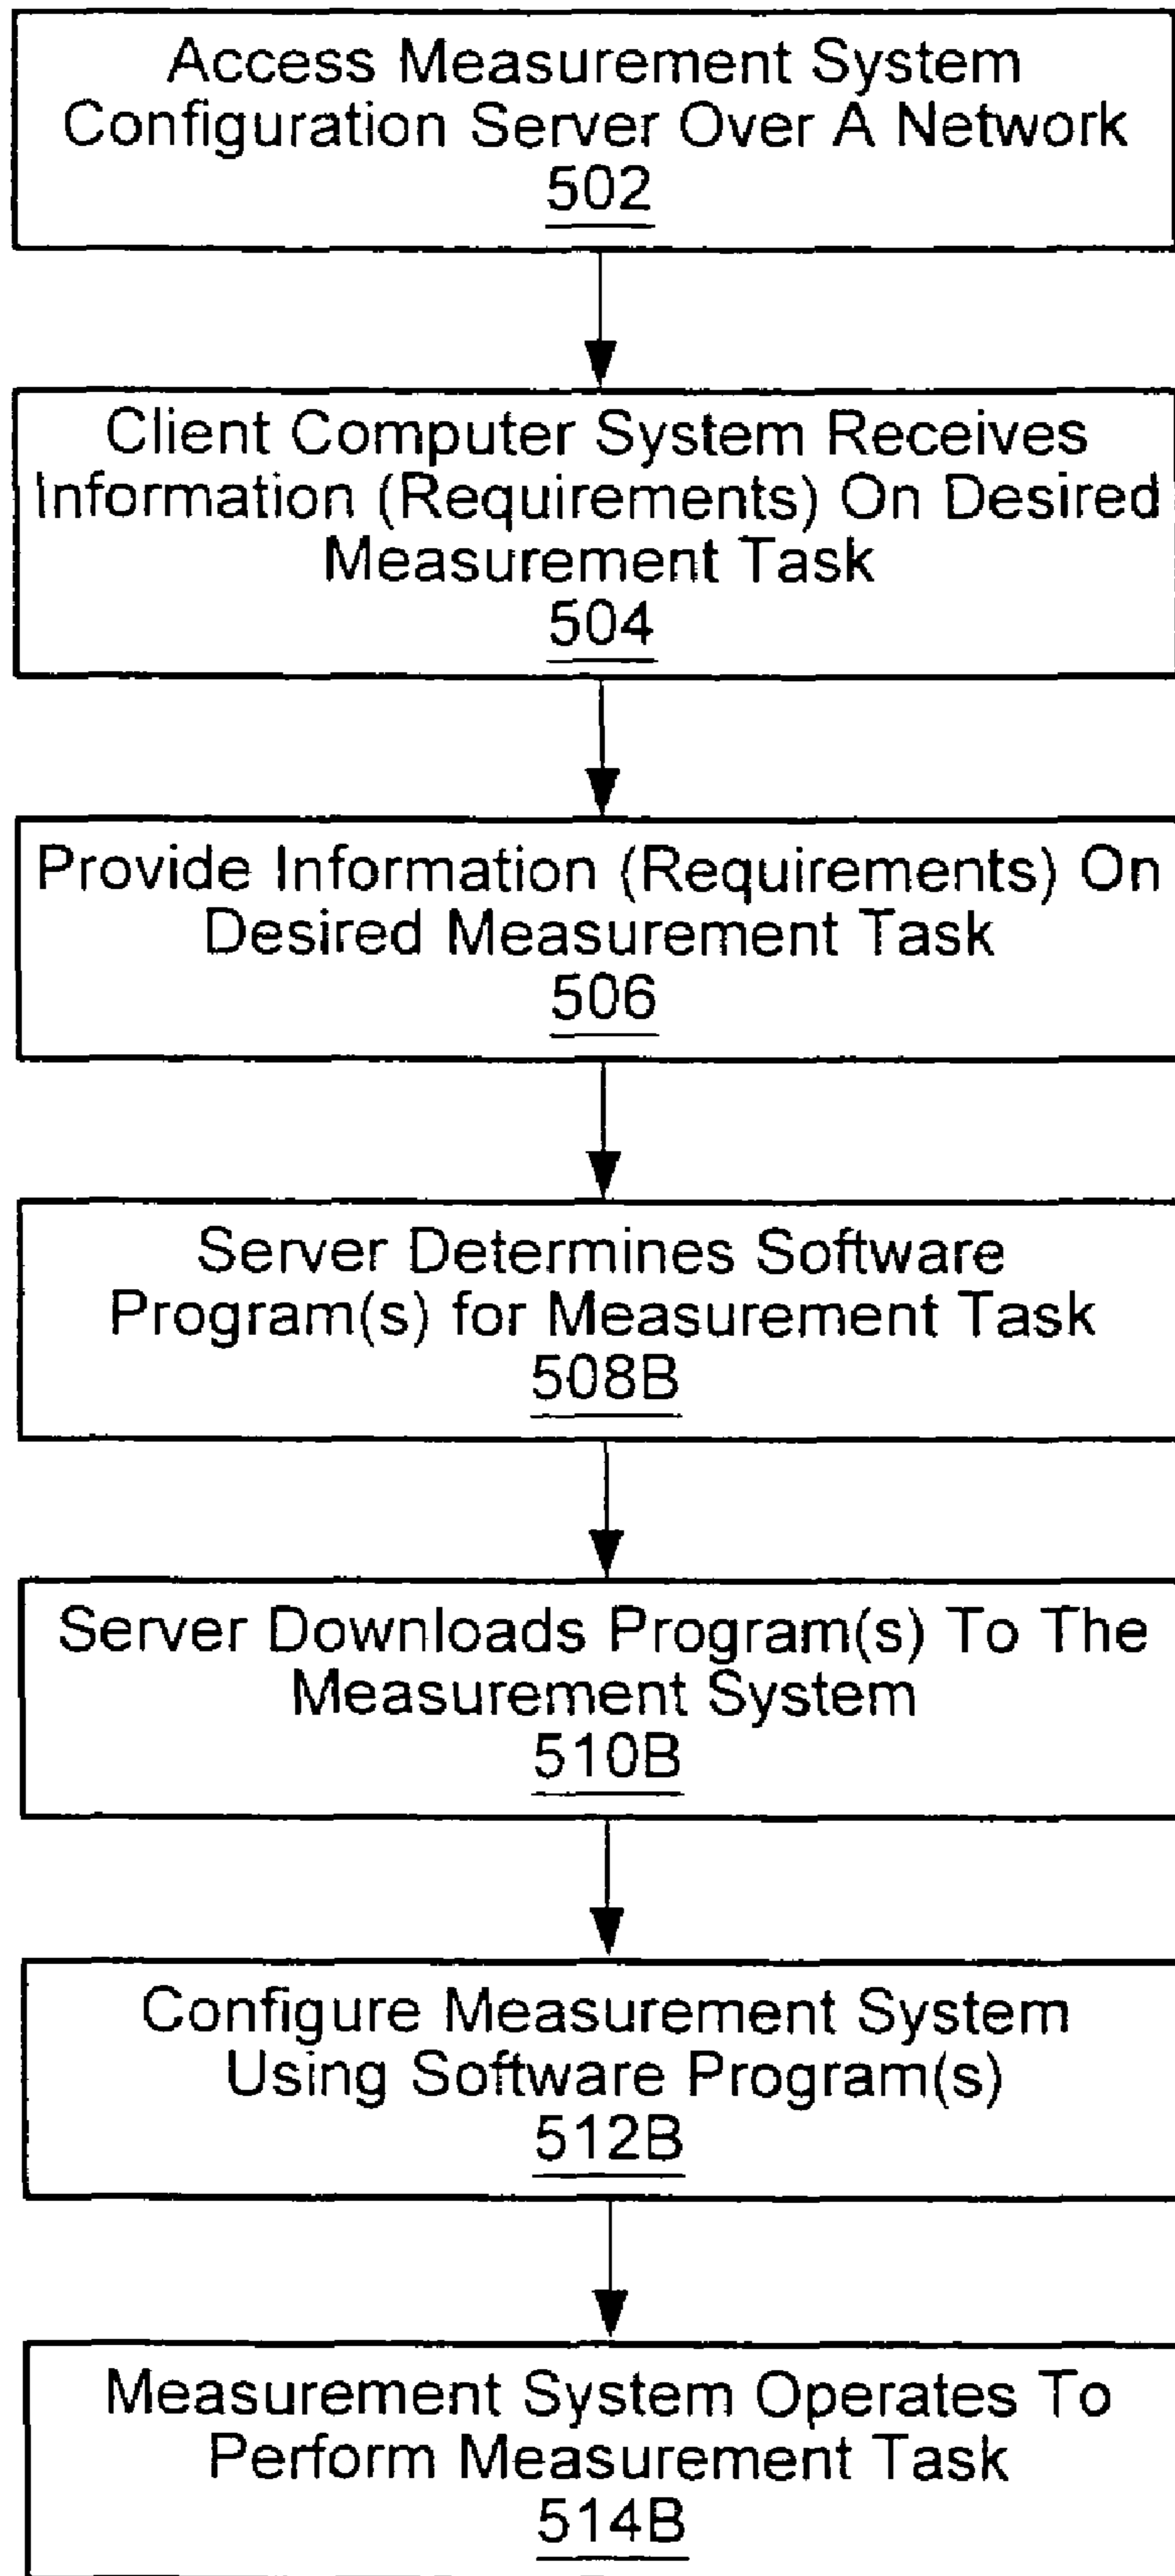 Access Measurement System
Configuration Server Over A Network
502
Client Computer System Receives
Information (Requirements) On Desired
Measurement Task
504
Provide Information (Requirements) On
Desired Measurement Task
506
Server Determines Software
Program(s) for Measurement Task
508B
Server Downloads Program(s) To The
Measurement System
510B
Configure Measurement System
Using Software Program(s)
512B
Measurement System Operates To
Perform Measurement Task
514B